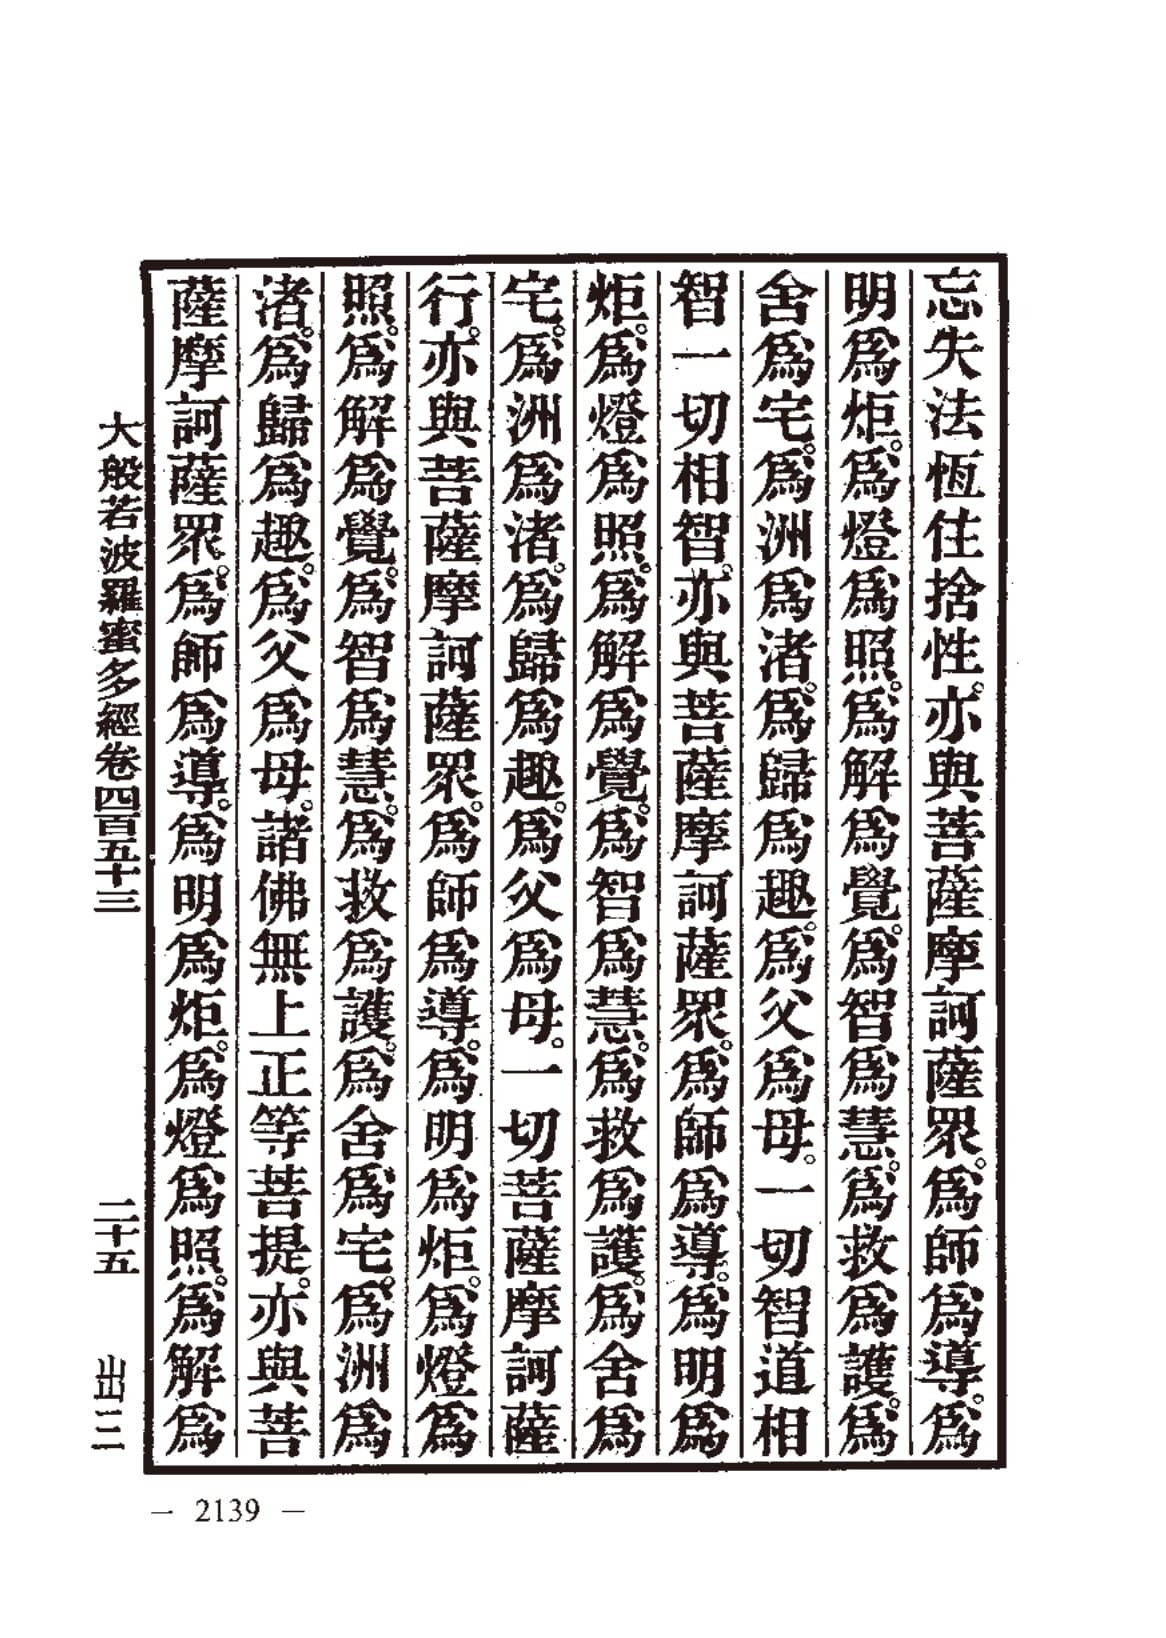 忘失法恆住捨性。亦與菩薩摩訶薩眾。爲師爲導。爲
明爲炬。爲燈爲照。爲解爲覺。爲智爲慧。爲救爲護。爲
舍爲宅。爲洲爲渚。爲歸爲趣。爲父爲母。一切智道相
智一切相智。亦與菩薩摩訶薩眾。爲師爲導。爲明爲
炬。爲燈爲照。爲解爲覺。爲智爲慧。爲救爲護。爲舍爲
宅。爲洲爲渚。爲歸爲趣。爲父爲母。一切菩薩摩訶薩
行。亦與菩薩摩訶薩眾。爲師爲導。爲明爲炬。爲燈爲
照。爲解爲覺。爲智爲慧。爲救爲護。爲舍爲宅。爲洲爲
渚。爲歸爲趣。爲父爲母。諸佛無上正等菩提。亦與菩
薩摩訶薩眾。爲師爲導。爲明爲炬。爲燈爲照。爲解爲
大般若波羅蜜多經卷四百五十三 二十五 出三
— 2139 —